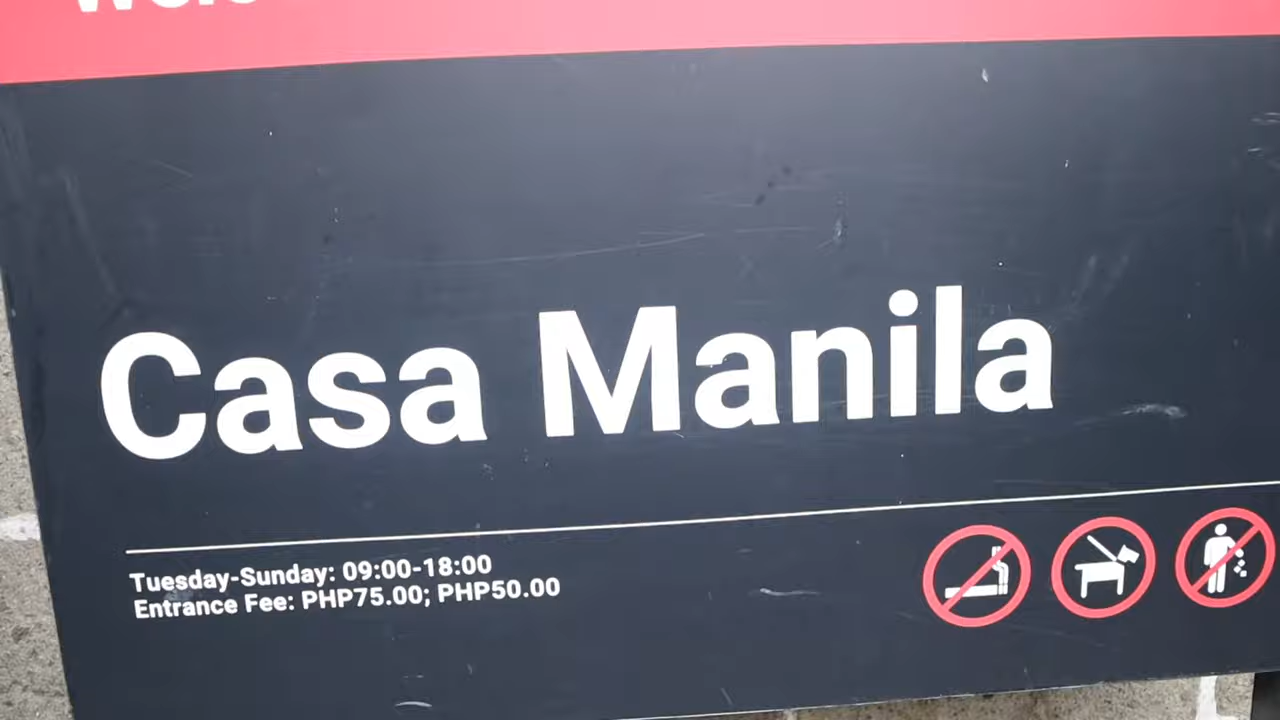 Casa Manila
Tuesday-Sunday: 09:00-18:00
Entrance Fee: PHP75.00; PHP50.00